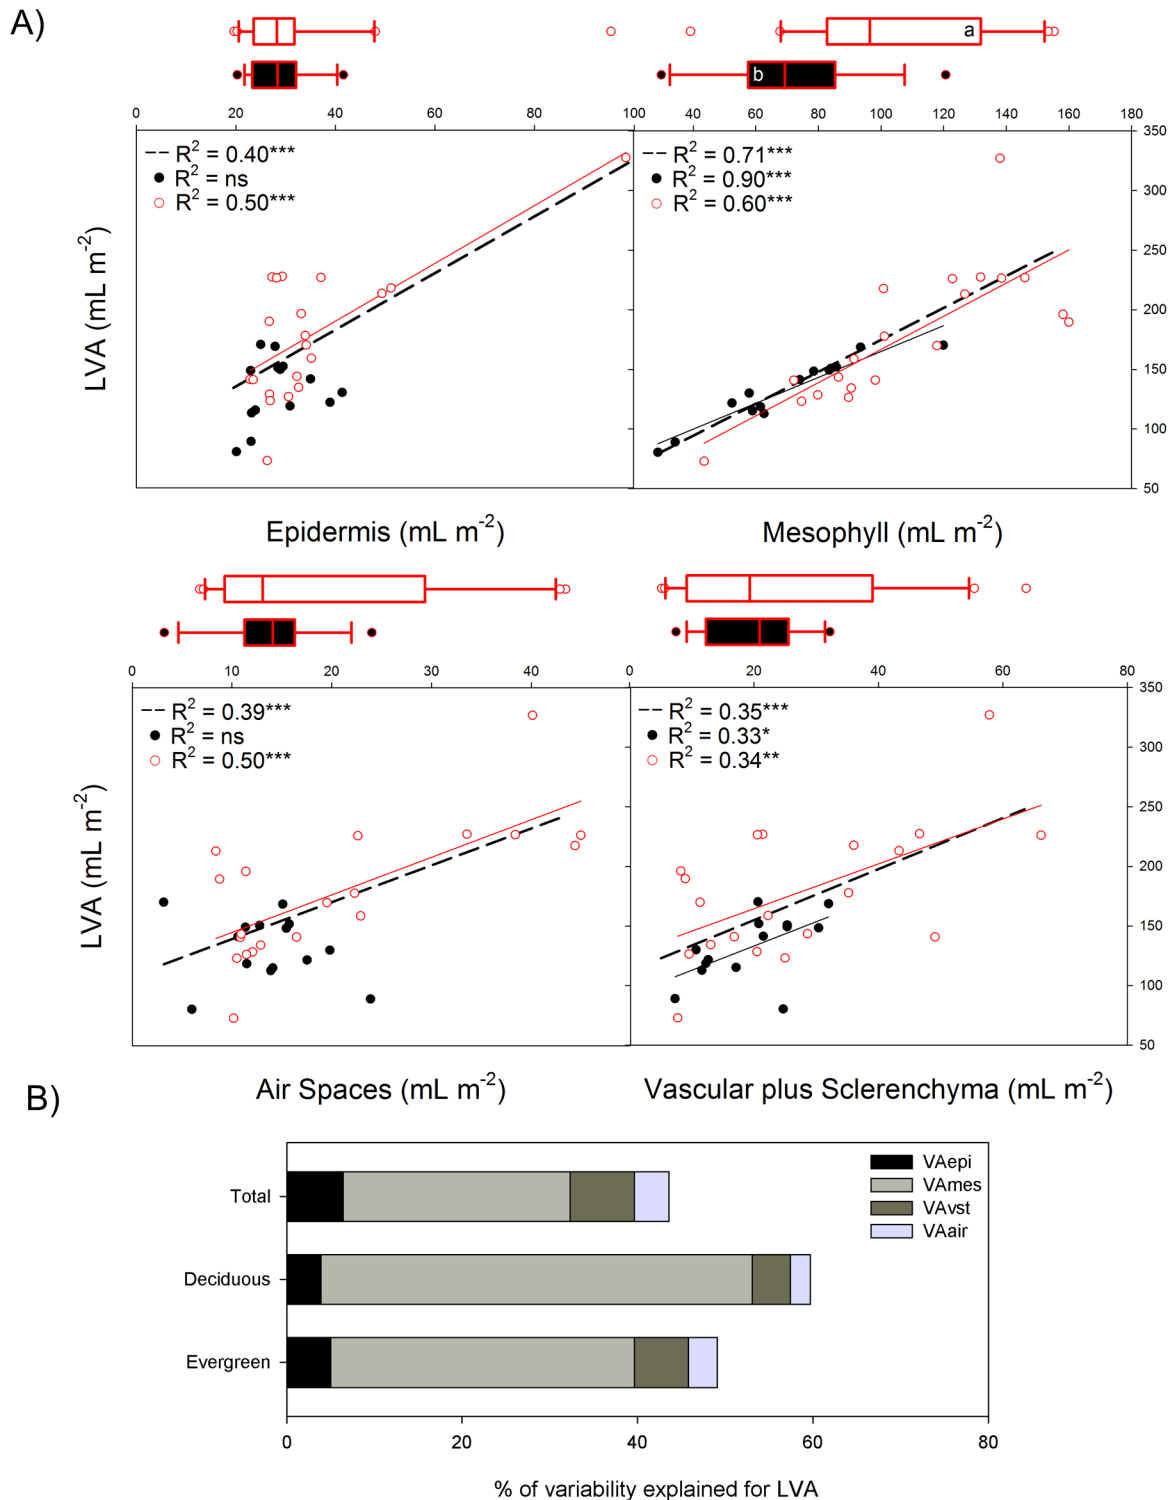 A)
a
b
0 20 40 60 80 100 40 60 80 100 120 140 160 180
R² = 0.40***
R² = ns
R² = 0.50***
R² = 0.71***
R² = 0.90***
R² = 0.60***
350
300
250
200
150
100
50
LVA (mL m⁻²)
Epidermis (mL m⁻²)
Mesophyll (mL m⁻²)
0 10 20 30 40 0 20 40 60 80
R² = 0.39***
R² = ns
R² = 0.50***
R² = 0.35***
R² = 0.33*
R² = 0.34**
350
300
250
200
150
100
50
LVA (mL m⁻²)
Air Spaces (mL m⁻²)
Vascular plus Sclerenchyma (mL m⁻²)
B)
VAepi
VAmes
VAvst
VAair
Total
Deciduous
Evergreen
0 20 40 60 80
% of variability explained for LVA